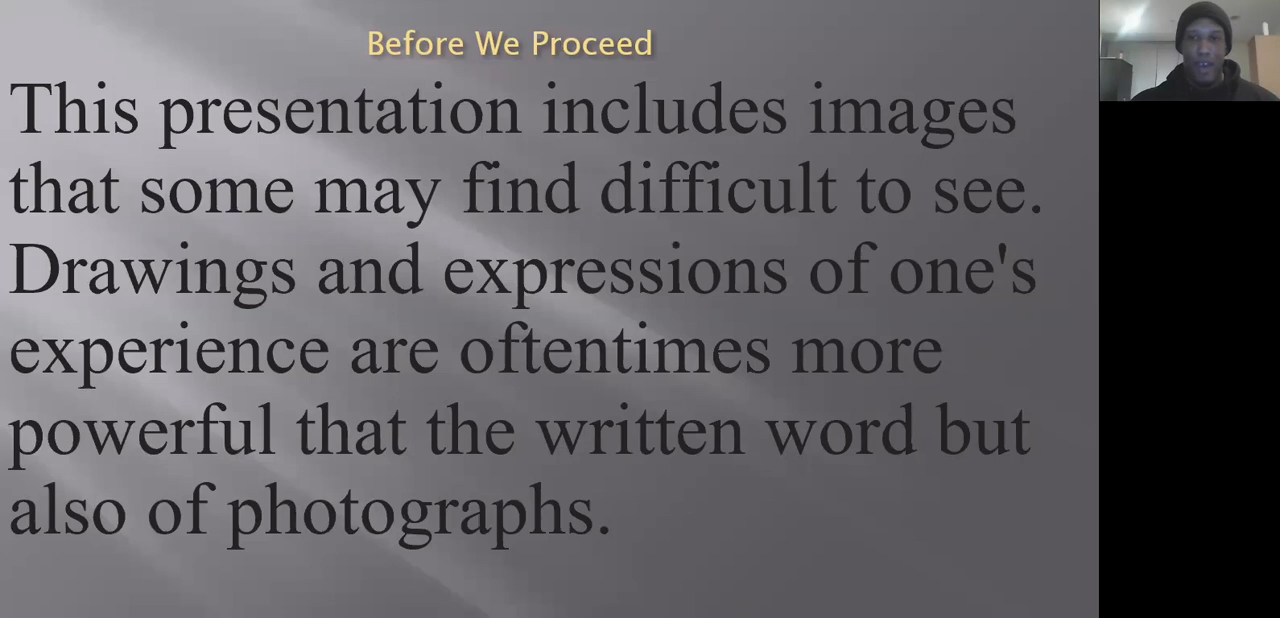 Before We Proceed
This presentation includes images
that some may find difficult to see.
Drawings and expressions of one's
experience are oftentimes more
powerful that the written word but
also of photographs.